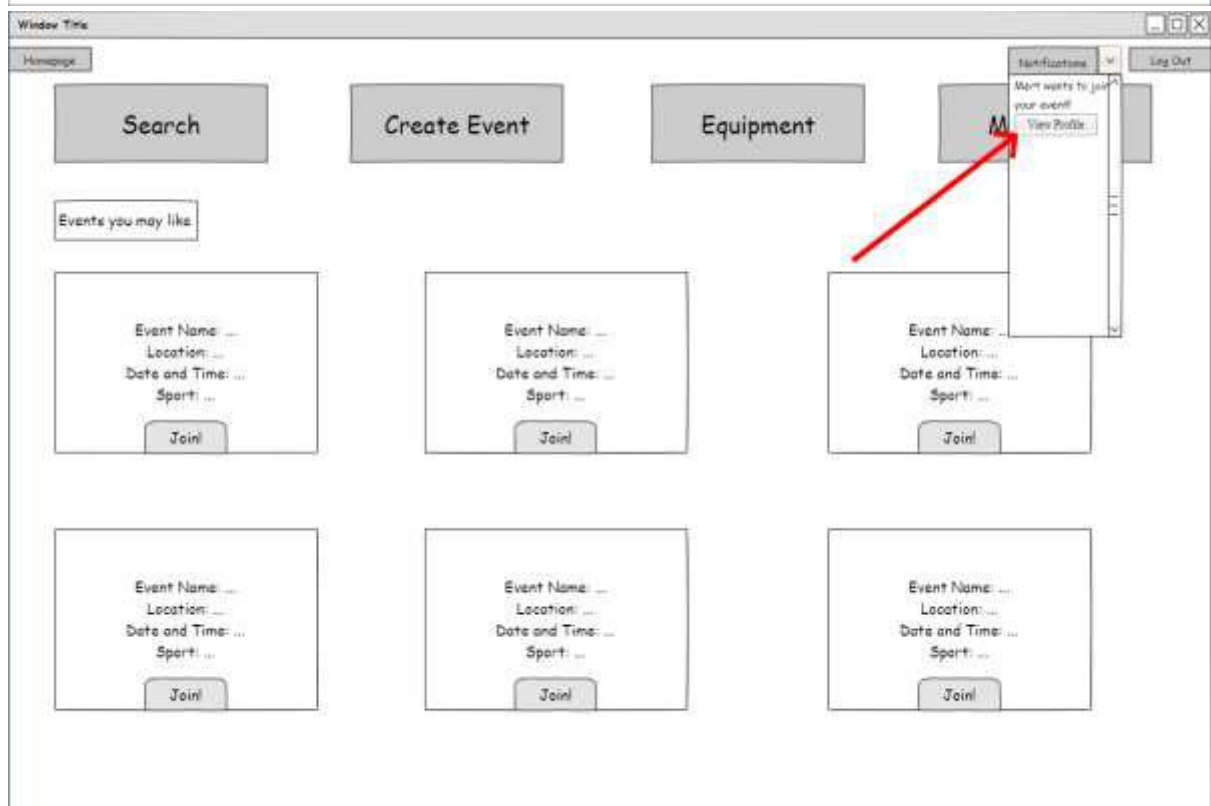 Window Title
Homepage
Notifications
Log Out
Mert wants to join
your event!
View Profile
Search
Create Event
Equipment
M
Events you may like
Event Name: ...
Location: ...
Date and Time: ...
Sport: ...
Join!
Event Name: ...
Location: ...
Date and Time: ...
Sport: ...
Join!
Event Name: ...
Location: ...
Date and Time: ...
Sport: ...
Join!
Event Name: ...
Location: ...
Date and Time: ...
Sport: ...
Join!
Event Name: ...
Location: ...
Date and Time: ...
Sport: ...
Join!
Event Name: ...
Location: ...
Date and Time: ...
Sport: ...
Join!